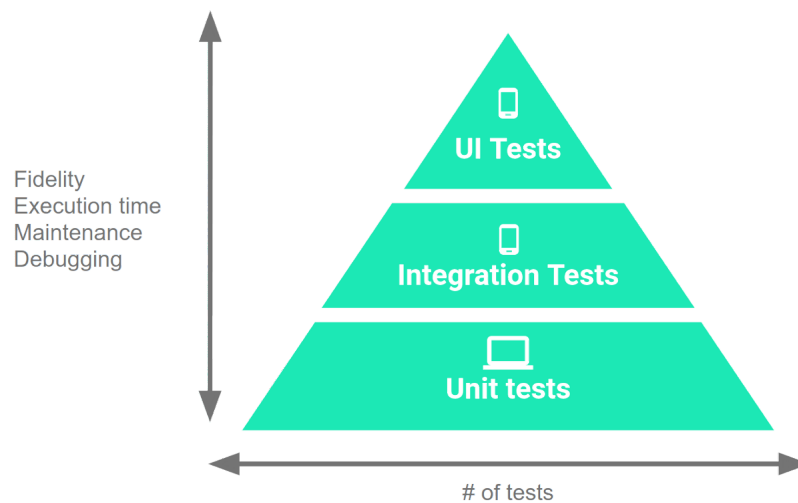 UI Tests
Fidelity
Execution time
Maintenance
Debugging
Integration Tests
Unit tests
# of tests